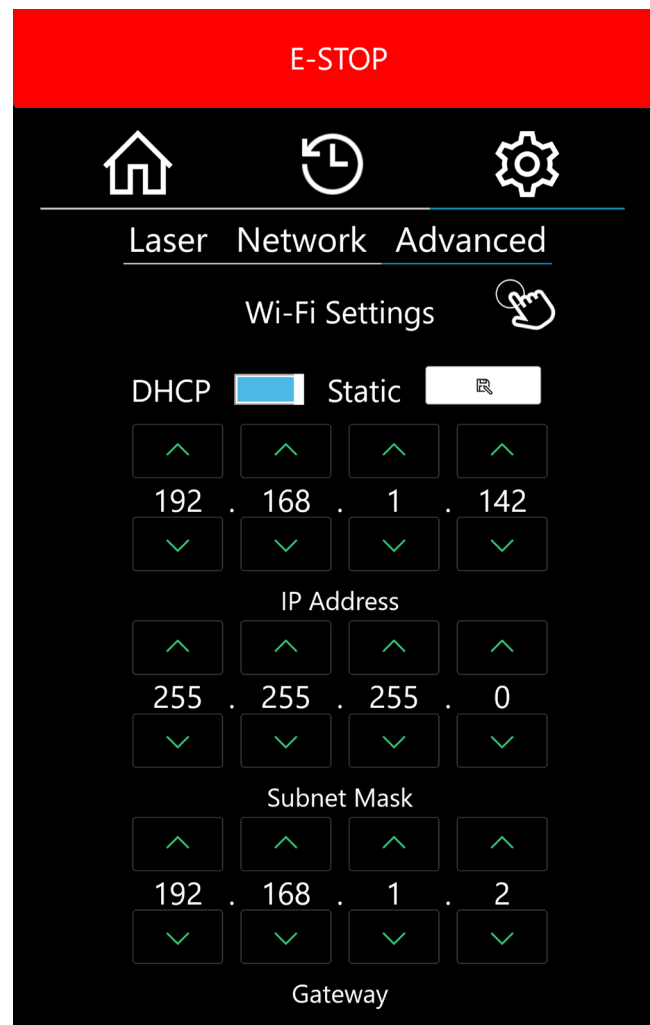 E-STOP
Laser Network Advanced
Wi-Fi Settings
DHCP Static
192 . 168 . 1 . 142
IP Address
255 . 255 . 255 . 0
Subnet Mask
192 . 168 . 1 . 2
Gateway